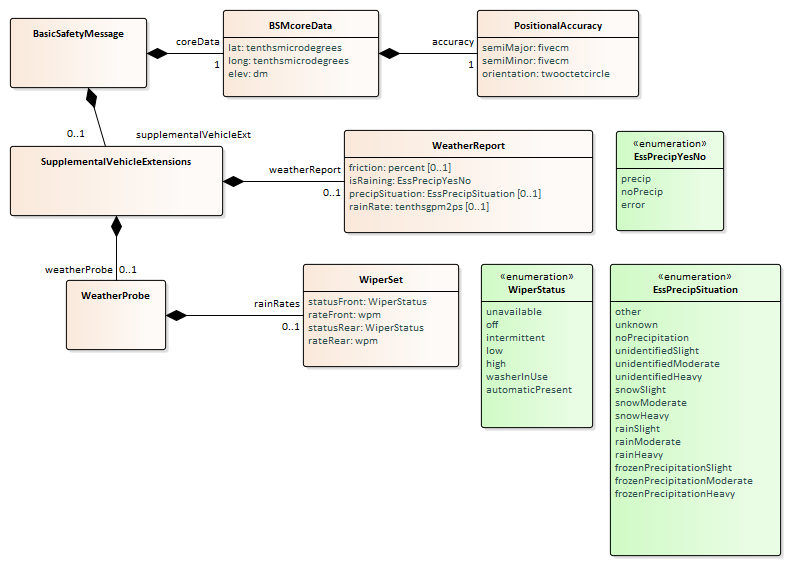 BasicSafetyMessage
coreData
1
BSMcoreData
lat: tenthsmicrodegrees
long: tenthsmicrodegrees
elev: dm
accuracy
1
PositionalAccuracy
semiMajor: fivecm
semiMinor: fivecm
orientation: twooctetcircle
0..1
supplementalVehicleExt
SupplementalVehicleExtensions
weatherReport
0..1
WeatherReport
friction: percent [0..1]
isRaining: EssPrecipYesNo
precipSituation: EssPrecipSituation [0..1]
rainRate: tenthsgpm2ps [0..1]
«enumeration»
EssPrecipYesNo
precip
noPrecip
error
weatherProbe
0..1
WeatherProbe
rainRates
0..1
WiperSet
statusFront: WiperStatus
rateFront: wpm
statusRear: WiperStatus
rateRear: wpm
«enumeration»
WiperStatus
unavailable
off
intermittent
low
high
washerInUse
automaticPresent
«enumeration»
EssPrecipSituation
other
unknown
noPrecipitation
unidentifiedSlight
unidentifiedModerate
unidentifiedHeavy
snowSlight
snowModerate
snowHeavy
rainSlight
rainModerate
rainHeavy
frozenPrecipitationSlight
frozenPrecipitationModerate
frozenPrecipitationHeavy